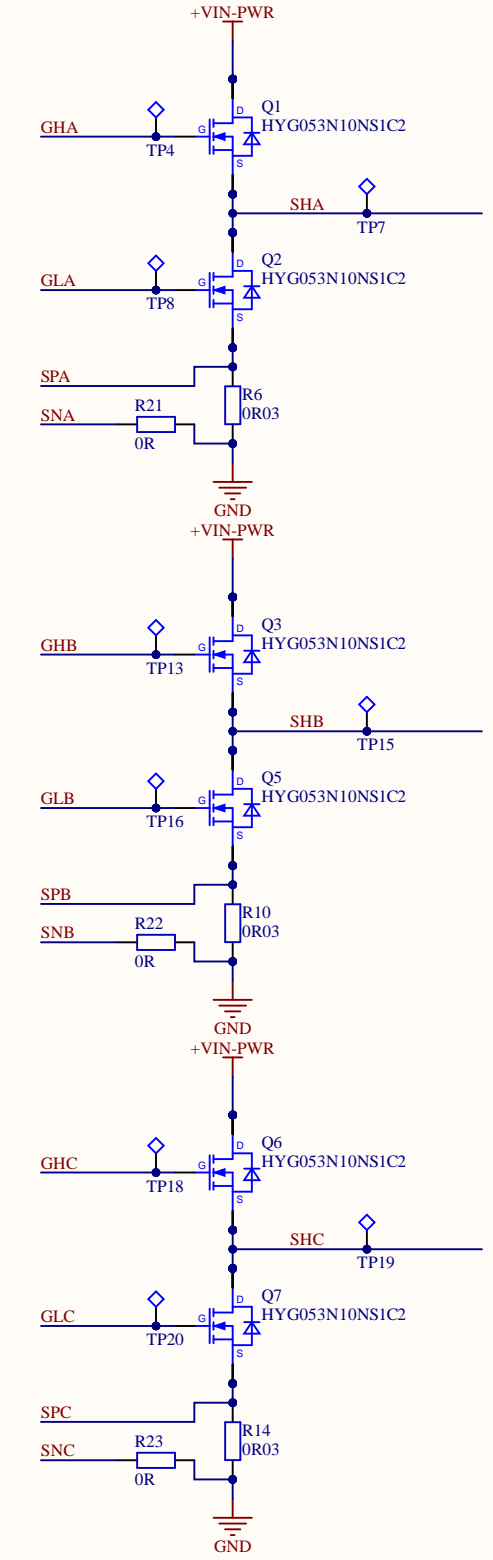 +VIN-PWR
Q1
HYG053N10NS1C2
D
G
S
GHA
TP4
SHA
TP7
Q2
HYG053N10NS1C2
D
G
S
GLA
TP8
SPA
R6
0R03
SNA
R21
0R
GND
+VIN-PWR
Q3
HYG053N10NS1C2
D
G
S
GHB
TP13
SHB
TP15
Q5
HYG053N10NS1C2
D
G
S
GLB
TP16
SPB
R10
0R03
SNB
R22
0R
GND
+VIN-PWR
Q6
HYG053N10NS1C2
D
G
S
GHC
TP18
SHC
TP19
Q7
HYG053N10NS1C2
D
G
S
GLC
TP20
SPC
R14
0R03
SNC
R23
0R
GND